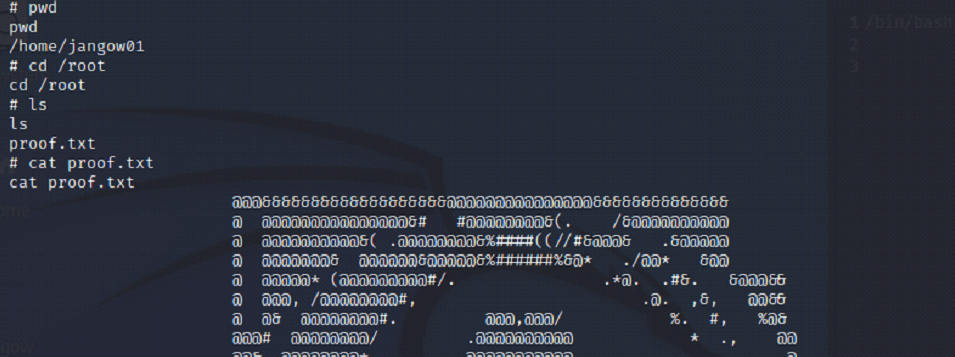 # pwd
pwd
/home/jangow01
# cd /root
cd /root
# ls
ls
proof.txt
# cat proof.txt
cat proof.txt
1 /bin/bash
2
3